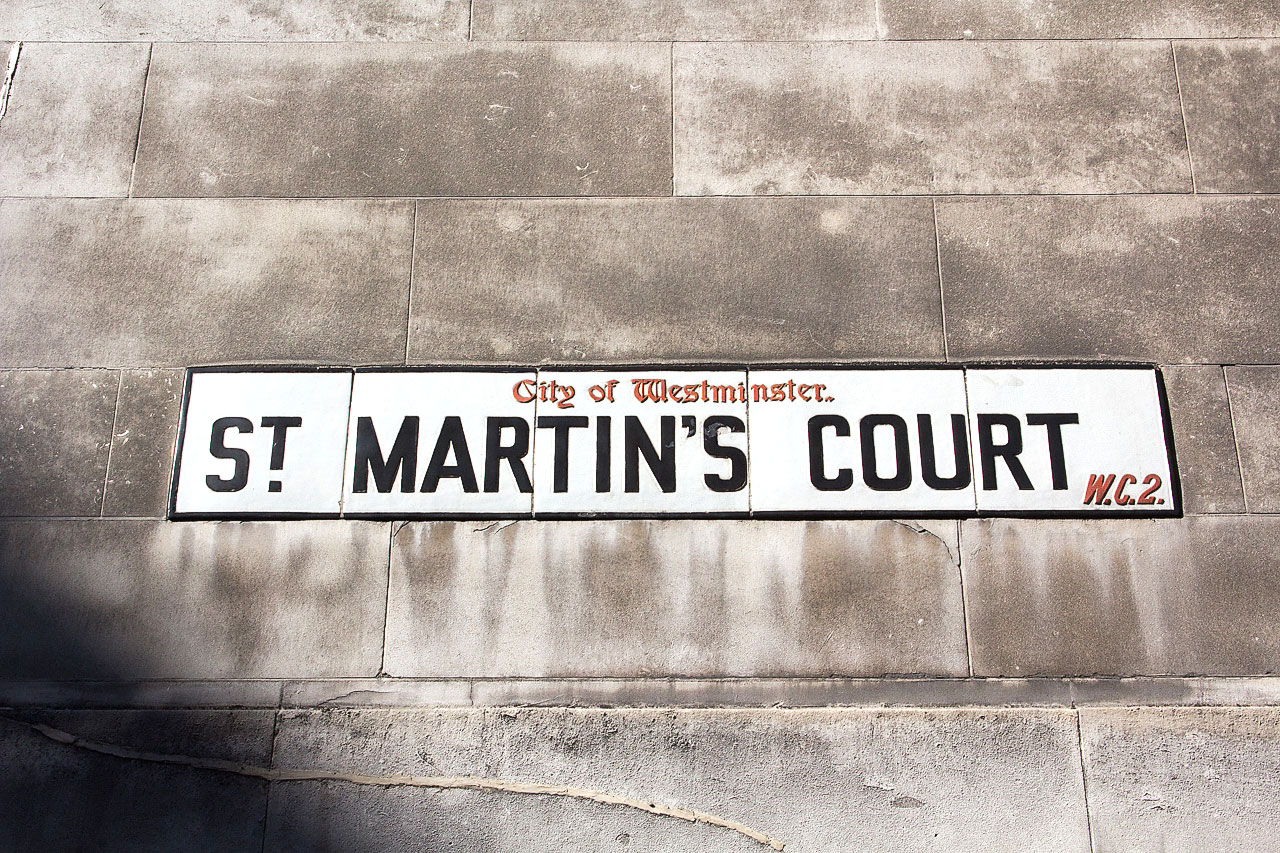 City of Westminster.
ST. MARTIN'S COURT
W.C.2.